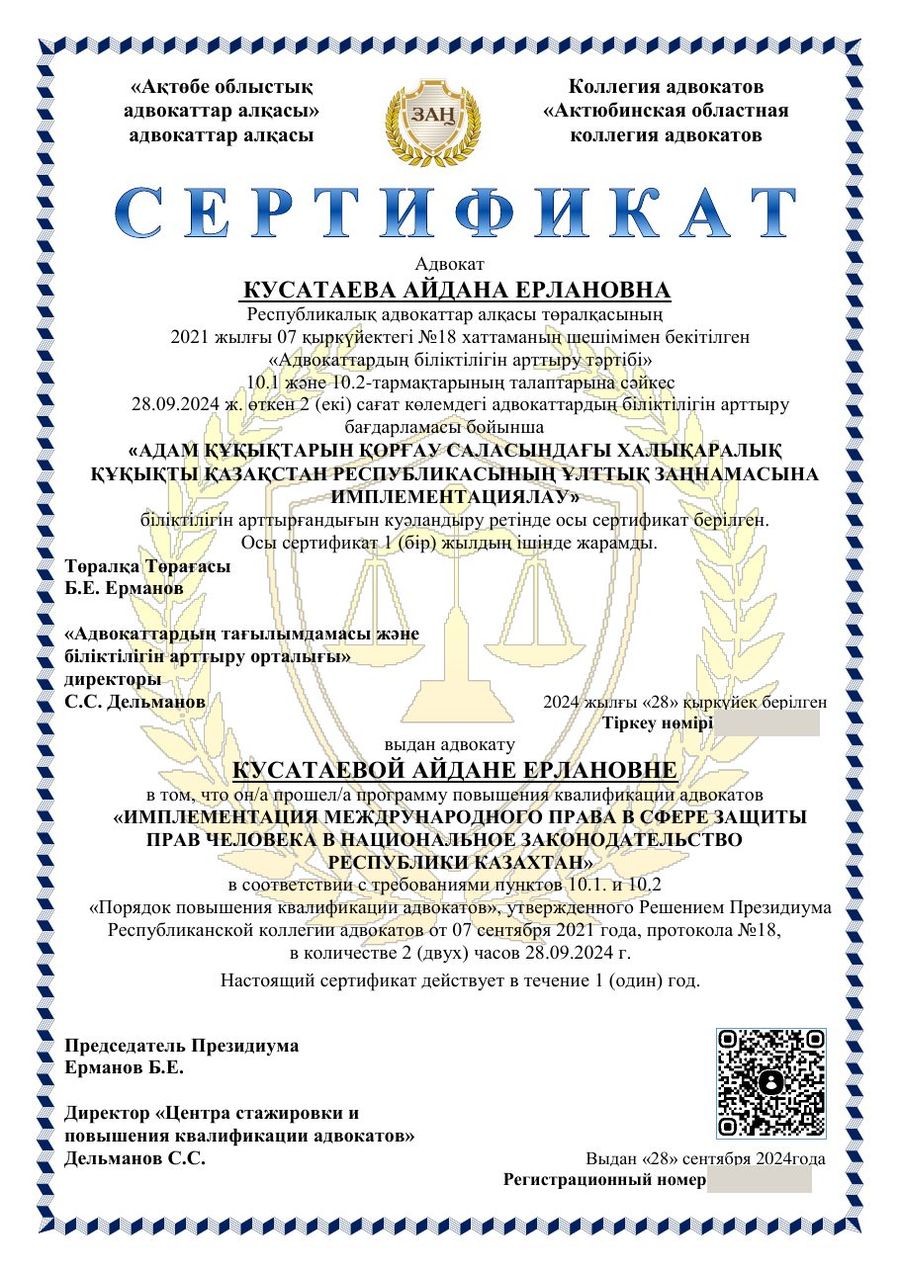 «Ақтөбе облыстық
адвокаттар алқасы»
адвокаттар алқасы
ЗАҢ
Коллегия адвокатов
«Актюбинская областная
коллегия адвокатов
СЕРТИФИКАТ
Адвокат
КУСАТАЕВА АЙДАНА ЕРЛАНОВНА
Республикалық адвокаттар алқасы төралқасының
2021 жылғы 07 қыркүйектегі №18 хаттаманың шешімімен бекітілген
«Адвокаттардың біліктілігін арттыру тәртібі»
10.1 және 10.2-тармақтарының талаптарына сәйкес
28.09.2024 ж. өткен 2 (екі) сағат көлемдегі адвокаттардың біліктілігін арттыру
бағдарламасы бойынша
«АДАМ ҚҰҚЫҚТАРЫН ҚОРҒАУ САЛАСЫНДАҒЫ ХАЛЫҚАРАЛЫҚ
ҚҰҚЫҚТЫ ҚАЗАҚСТАН РЕСПУБЛИКАСЫНЫҢ ҰЛТТЫҚ ЗАҢНАМАСЫНА
ИМПЛЕМЕНТАЦИЯЛАУ»
біліктілігін арттырғандығын куәландыру ретінде осы сертификат берілген.
Осы сертификат 1 (бір) жылдың ішінде жарамды.
Төралқа Төрағасы
Б.Е. Ерманов
«Адвокаттардың тағылымдамасы және
біліктілігін арттыру орталығы»
директоры
С.С. Дельманов
2024 жылғы «28» қыркүйек берілген
Тіркеу нөмірі
выдан адвокату
КУСАТАЕВОЙ АЙДАНЕ ЕРЛАНОВНЕ
в том, что он/а прошел/а программу повышения квалификации адвокатов
«ИМПЛЕМЕНТАЦИЯ МЕЖДРУНАРОДНОГО ПРАВА В СФЕРЕ ЗАЩИТЫ
ПРАВ ЧЕЛОВЕКА В НАЦИОНАЛЬНОЕ ЗАКОНОДАТЕЛЬСТВО
РЕСПУБЛИКИ КАЗАХТАН»
в соответствии с требованиями пунктов 10.1. и 10,2
«Порядок повышения квалификации адвокатов», утвержденного Решением Президиума
Республиканской коллегии адвокатов от 07 сентября 2021 года, протокола №18,
в количестве 2 (двух) часов 28.09.2024 г.
Настоящий сертификат действует в течение 1 (один) год.
Председатель Президиума
Ерманов Б.Е.
Директор «Центра стажировки и
повышения квалификации адвокатов»
Дельманов С.С.
Выдан «28» сентября 2024года
Регистрационный номер